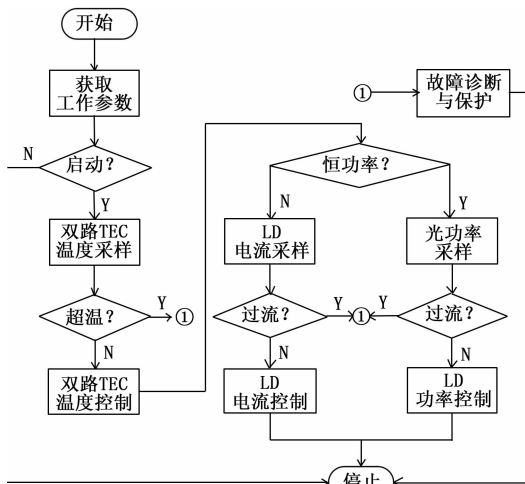 开始
获取
工作参数
启动?
N
Y
双路TEC
温度采样
超温?
Y
①
N
双路TEC
温度控制
①
故障诊断
与保护
恒功率?
N
Y
LD
电流采样
光功率
采样
过流?
Y
①
Y
过流?
N
N
LD
电流控制
LD
功率控制
停止